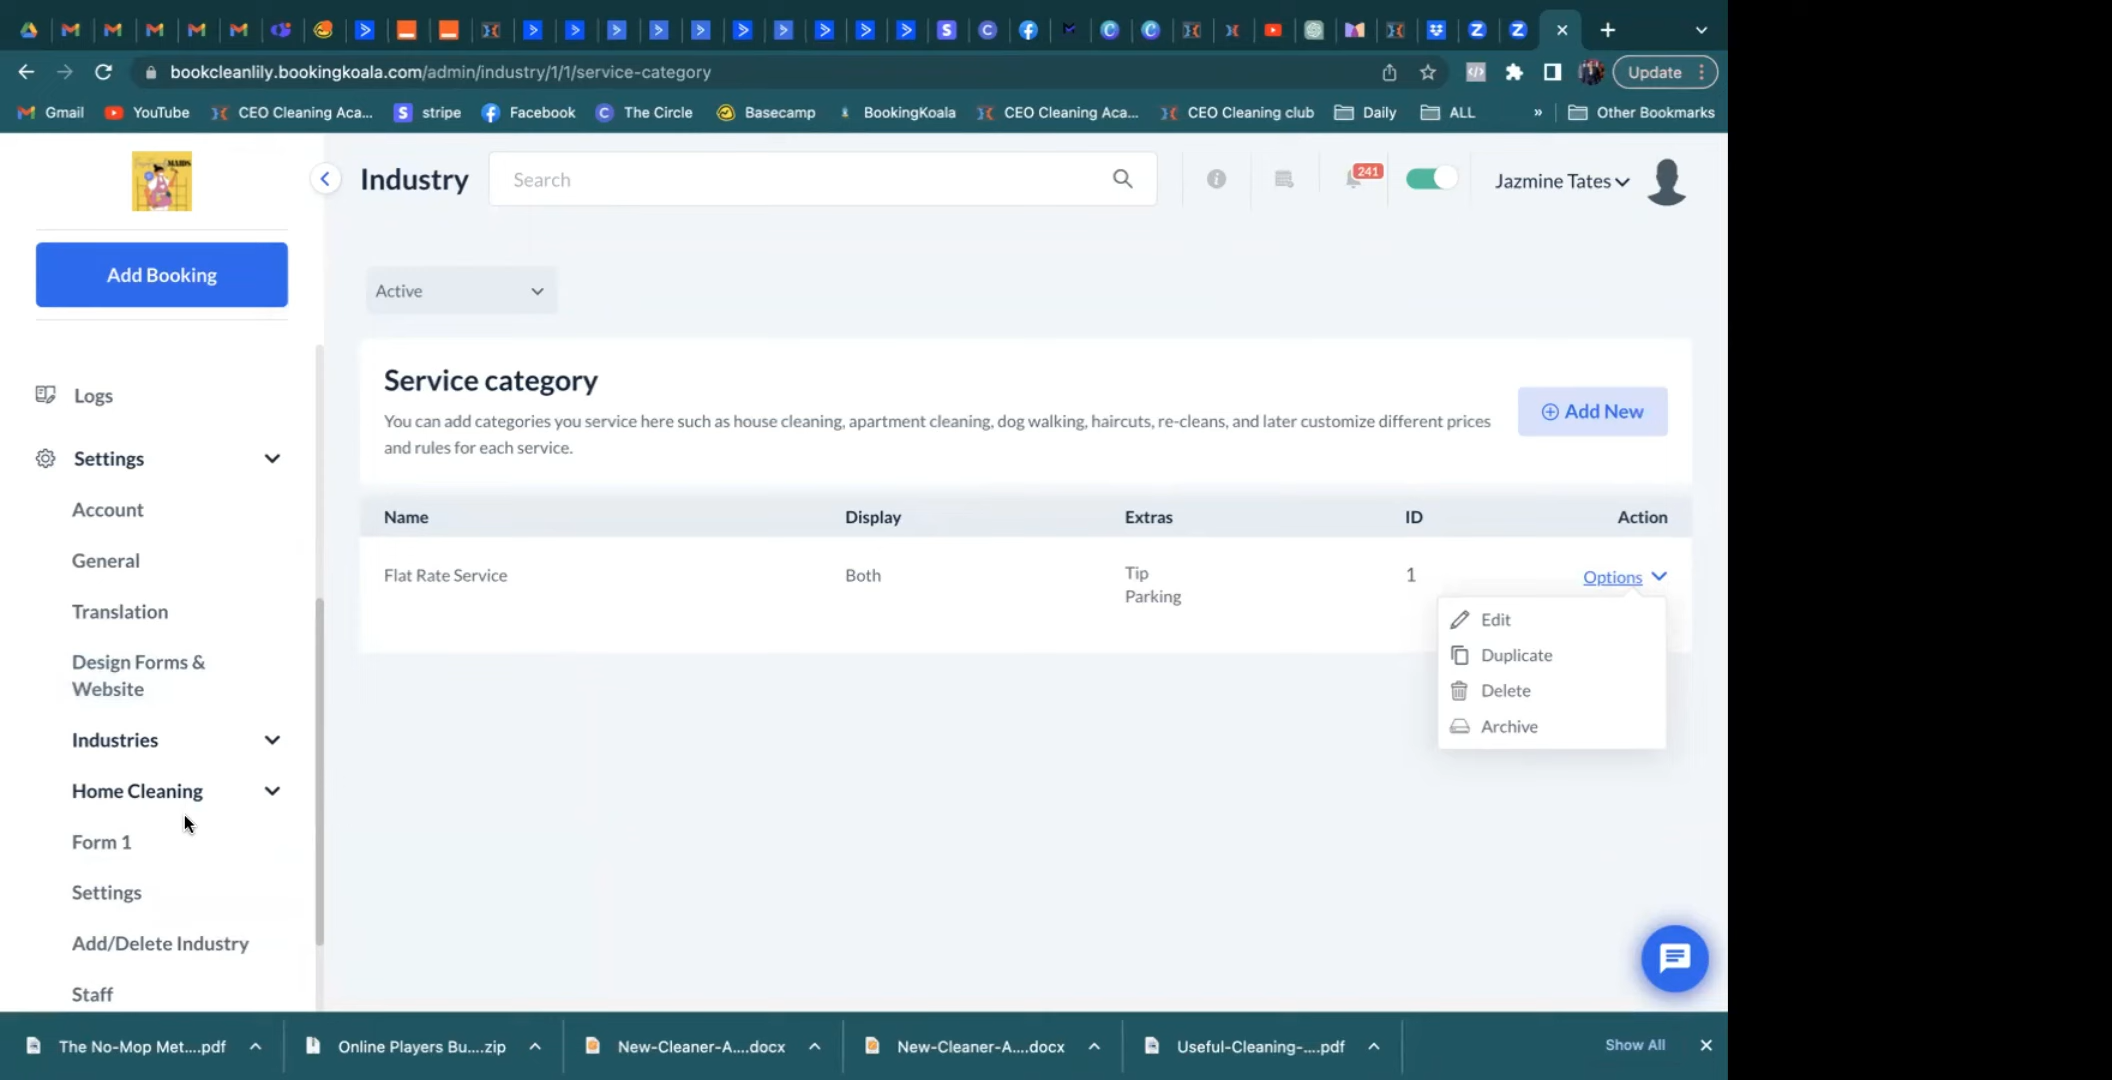 bookcleanlily.bookingkoala.com/admin/industry/1/1/service-category
Update
Gmail
YouTube
CEO Cleaning Aca...
stripe
Facebook
The Circle
Basecamp
BookingKoala
CEO Cleaning Aca...
CEO Cleaning club
Daily
ALL
»
Other Bookmarks
Industry
Search
241
Jazmine Tates
Add Booking
Active
Service category
You can add categories you service here such as house cleaning, apartment cleaning, dog walking, haircuts, re-cleans, and later customize different prices
and rules for each service.
Add New
Logs
Settings
Account
General
Translation
Design Forms &
Website
Industries
Home Cleaning
Form 1
Settings
Add/Delete Industry
Staff
Name Display Extras ID Action
Flat Rate Service Both Tip 1 Options
Parking
Edit
Duplicate
Delete
Archive
The No-Mop Met....pdf
Online Players Bu....zip
New-Cleaner-A....docx
New-Cleaner-A....docx
Useful-Cleaning-....pdf
Show All